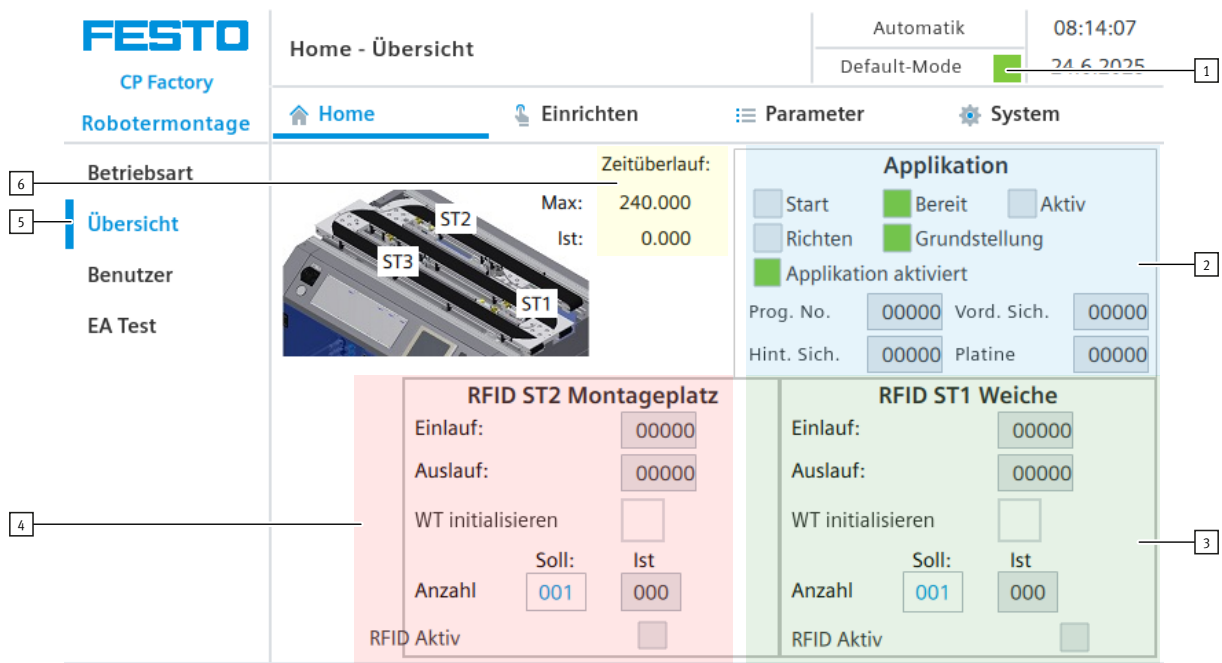 FESTO
CP Factory
Robotermontage
Home - Übersicht
Automatik
08:14:07
Default-Mode
24.6.2025
1
Home
Einrichten
Parameter
System
Betriebsart
Übersicht
Benutzer
EA Test
6
5
Zeitüberlauf:
Max: 240.000
Ist: 0.000
ST2
ST3
ST1
Applikation
Start Bereit Aktiv
Richten Grundstellung
Applikation aktiviert
Prog. No. 00000 Vord. Sich. 00000
Hint. Sich. 00000 Platine 00000
2
RFID ST2 Montageplatz
Einlauf: 00000
Auslauf: 00000
WT initialisieren
Soll: Ist
Anzahl 001 000
RFID Aktiv
4
RFID ST1 Weiche
Einlauf: 00000
Auslauf: 00000
WT initialisieren
Soll: Ist
Anzahl 001 000
RFID Aktiv
3